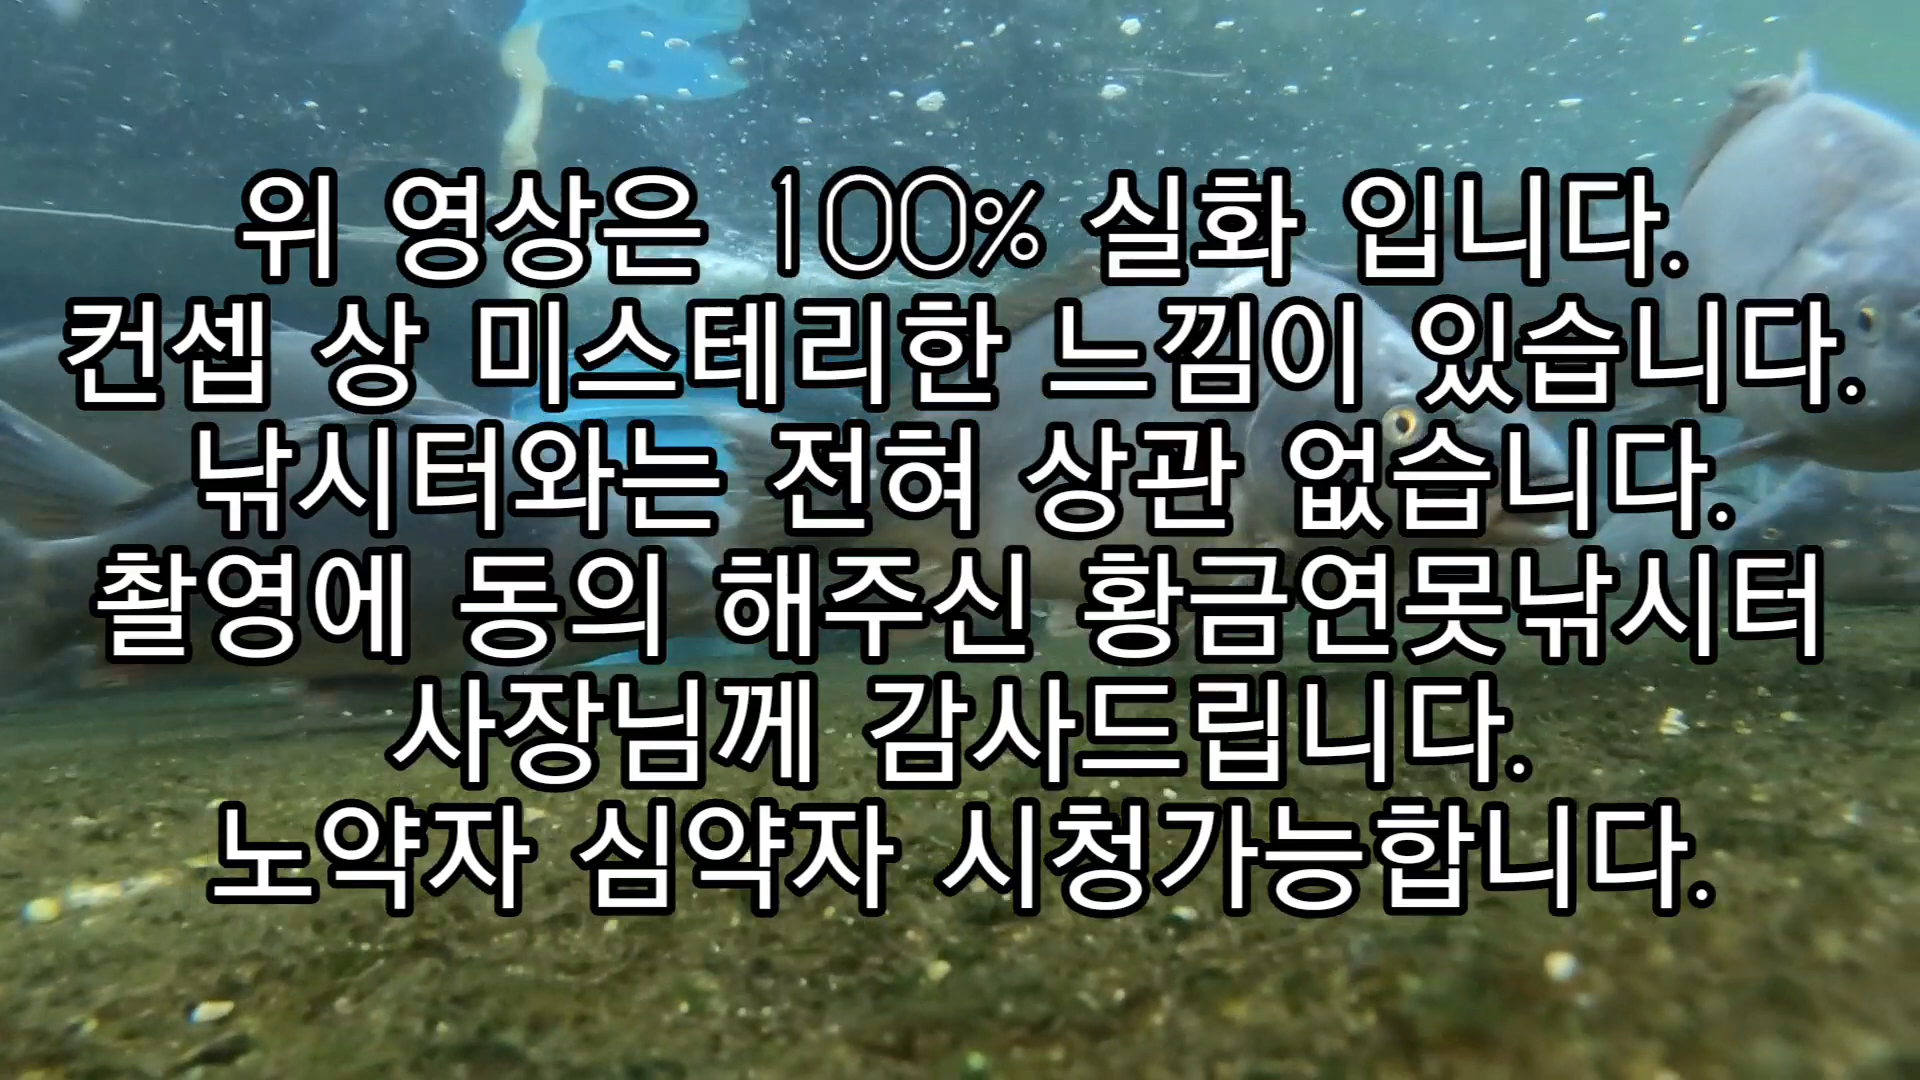 위 영상은 100% 실화 입니다.
컨셉 상 미스테리한 느낌이 있습니다.
낚시터와는 전혀 상관 없습니다.
촬영에 동의 해주신 황금연못낚시터
사장님께 감사드립니다.
노약자 심약자 시청가능합니다.